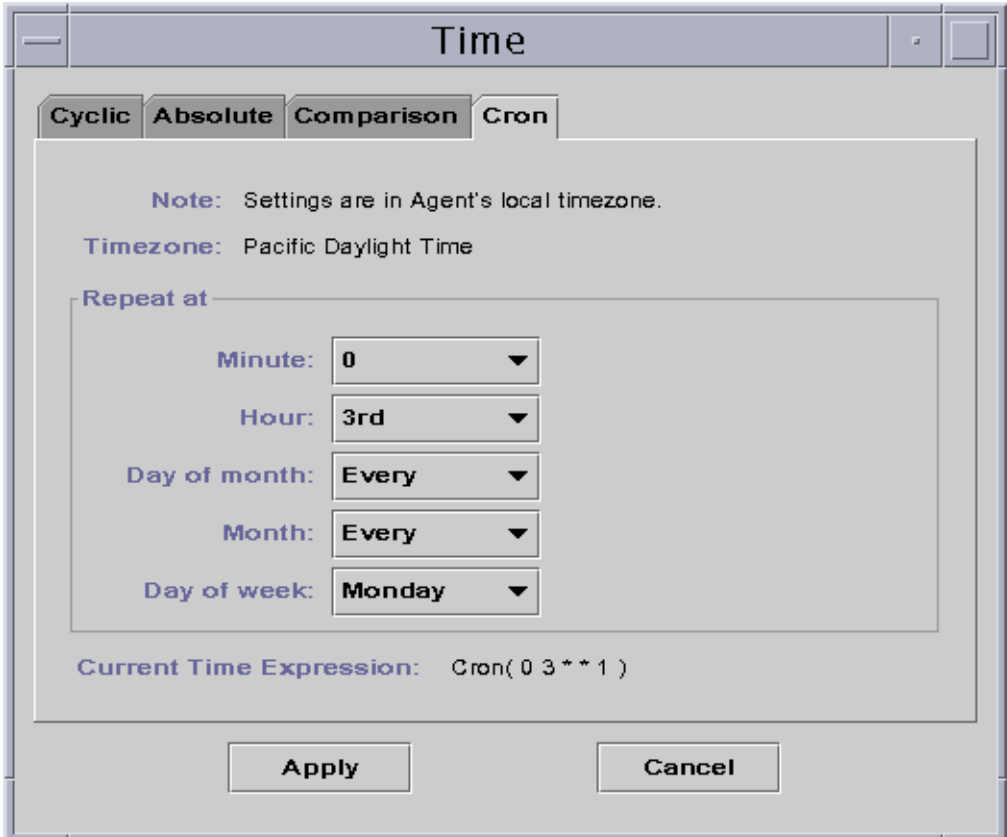 Time
Cyclic Absolute Comparison Cron
Note: Settings are in Agent's local timezone.
Timezone: Pacific Daylight Time
Repeat at
Minute: 0
Hour: 3rd
Day of month: Every
Month: Every
Day of week: Monday
Current Time Expression: Cron( 0 3 * * 1 )
Apply Cancel